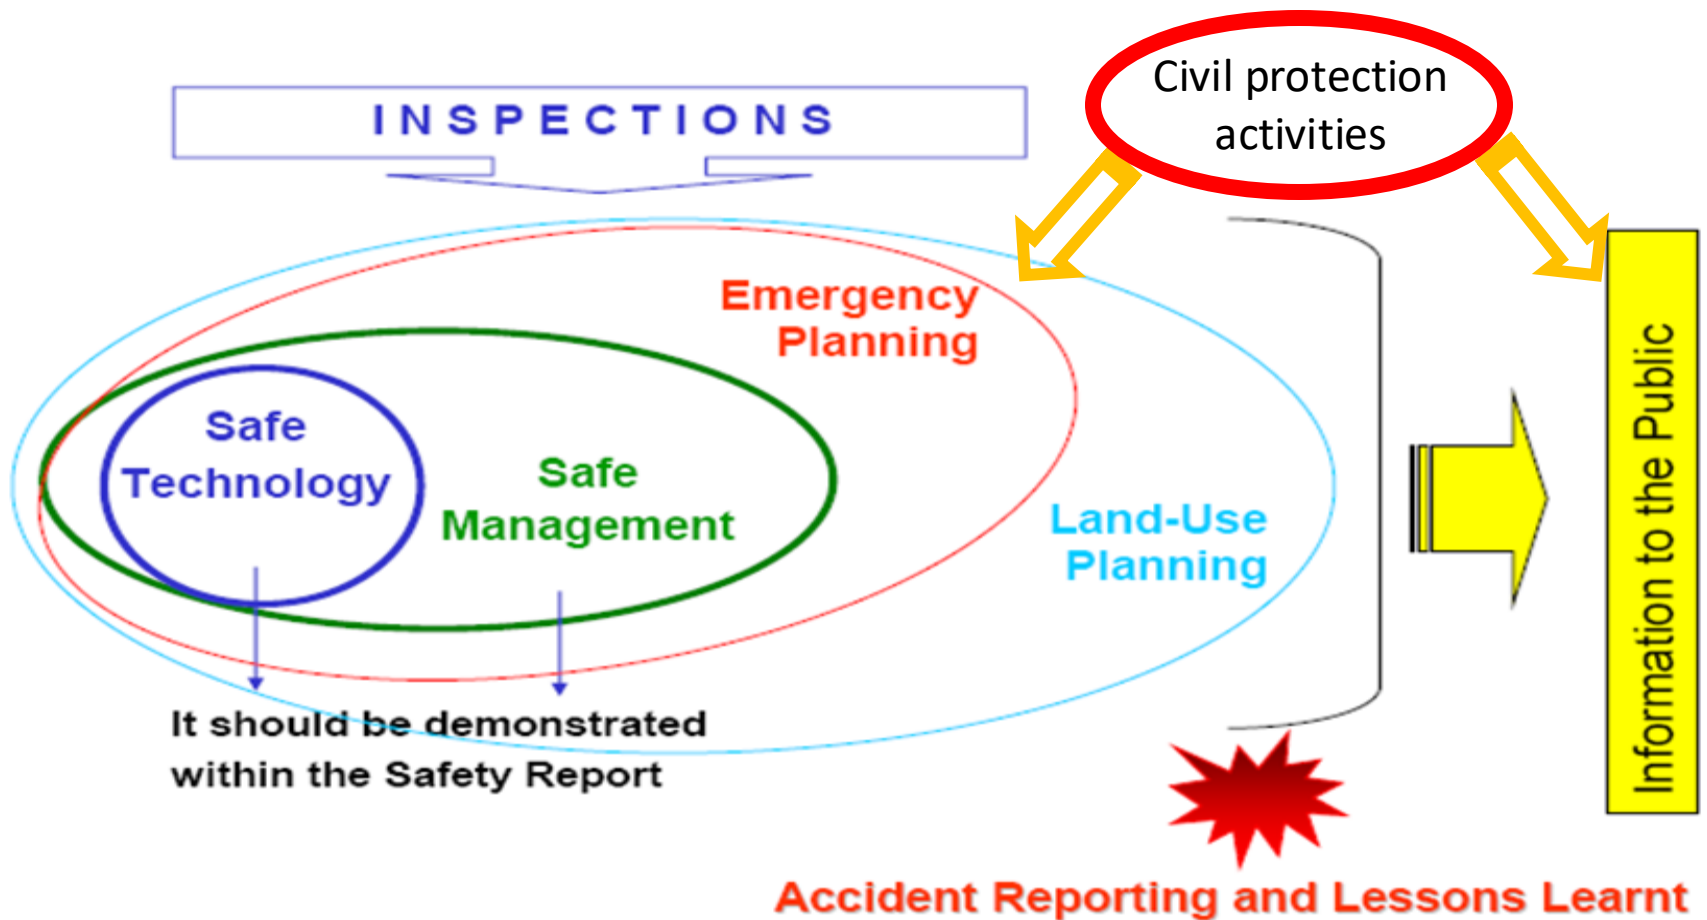 Civil protection
activities
I N S P E C T I O N S
Emergency
Planning
Safe
Technology
Safe
Management
Land-Use
Planning
It should be demonstrated
within the Safety Report
Information to the Public
Accident Reporting and Lessons Learnt